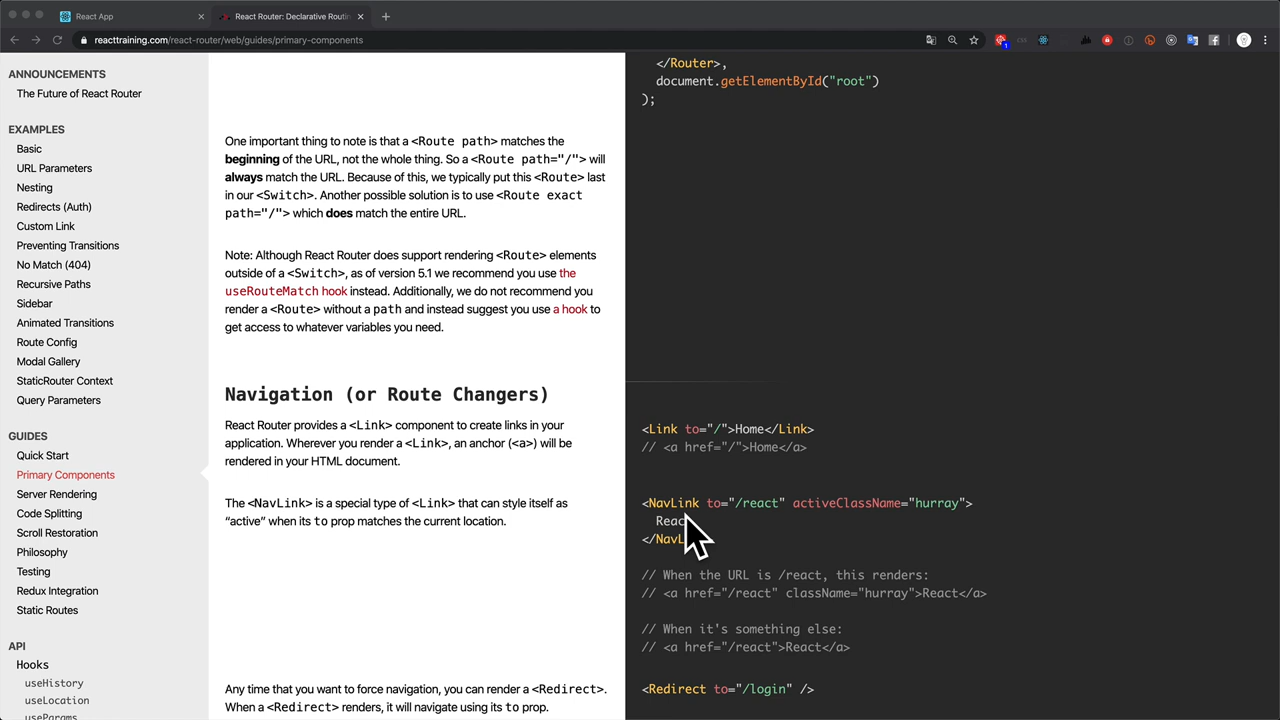 React App
React Router: Declarative Routin
reacttraining.com/react-router/web/guides/primary-components
ANNOUNCEMENTS
The Future of React Router
EXAMPLES
Basic
URL Parameters
Nesting
Redirects (Auth)
Custom Link
Preventing Transitions
No Match (404)
Recursive Paths
Sidebar
Animated Transitions
Route Config
Modal Gallery
StaticRouter Context
Query Parameters
GUIDES
Quick Start
Primary Components
Server Rendering
Code Splitting
Scroll Restoration
Philosophy
Testing
Redux Integration
Static Routes
API
Hooks
useHistory
useLocation
useParams
One important thing to note is that a <Route path> matches the
beginning of the URL, not the whole thing. So a <Route path="/"> will
always match the URL. Because of this, we typically put this <Route> last
in our <Switch>. Another possible solution is to use <Route exact
path="/"> which does match the entire URL.
Note: Although React Router does support rendering <Route> elements
outside of a <Switch>, as of version 5.1 we recommend you use the
useRouteMatch hook instead. Additionally, we do not recommend you
render a <Route> without a path and instead suggest you use a hook to
get access to whatever variables you need.
Navigation (or Route Changers)
React Router provides a <Link> component to create links in your
application. Wherever you render a <Link>, an anchor (<a>) will be
rendered in your HTML document.
The <NavLink> is a special type of <Link> that can style itself as
“active” when its to prop matches the current location.
Any time that you want to force navigation, you can render a <Redirect>.
When a <Redirect> renders, it will navigate using its to prop.
</Router>,
document.getElementById("root")
);
<Link to="/">Home</Link>
// <a href="/">Home</a>
<NavLink to="/react" activeClassName="hurray">
Reac
</NavL
// When the URL is /react, this renders:
// <a href="/react" className="hurray">React</a>
// When it's something else:
// <a href="/react">React</a>
<Redirect to="/login" />